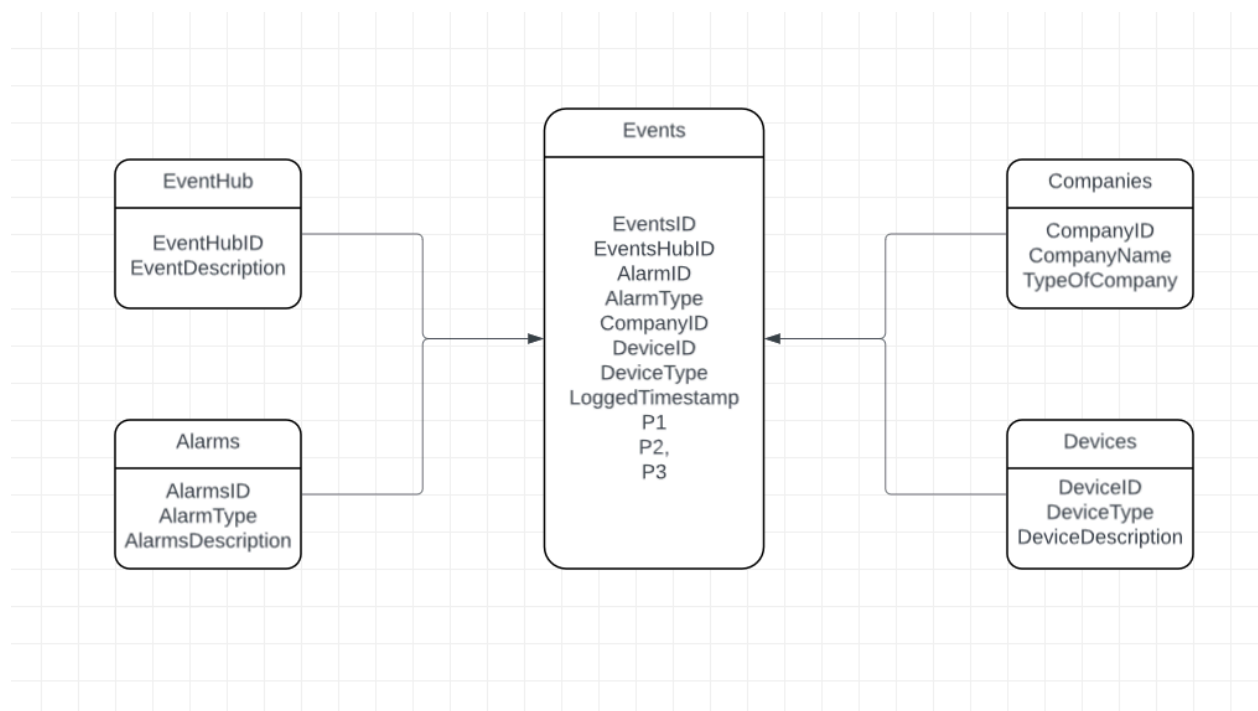 EventHub
EventHubID
EventDescription
Alarms
AlarmsID
AlarmType
AlarmsDescription
Events
EventsID
EventsHubID
AlarmID
AlarmType
CompanyID
DeviceID
DeviceType
LoggedTimestamp
P1
P2,
P3
Companies
CompanyID
CompanyName
TypeOfCompany
Devices
DeviceID
DeviceType
DeviceDescription